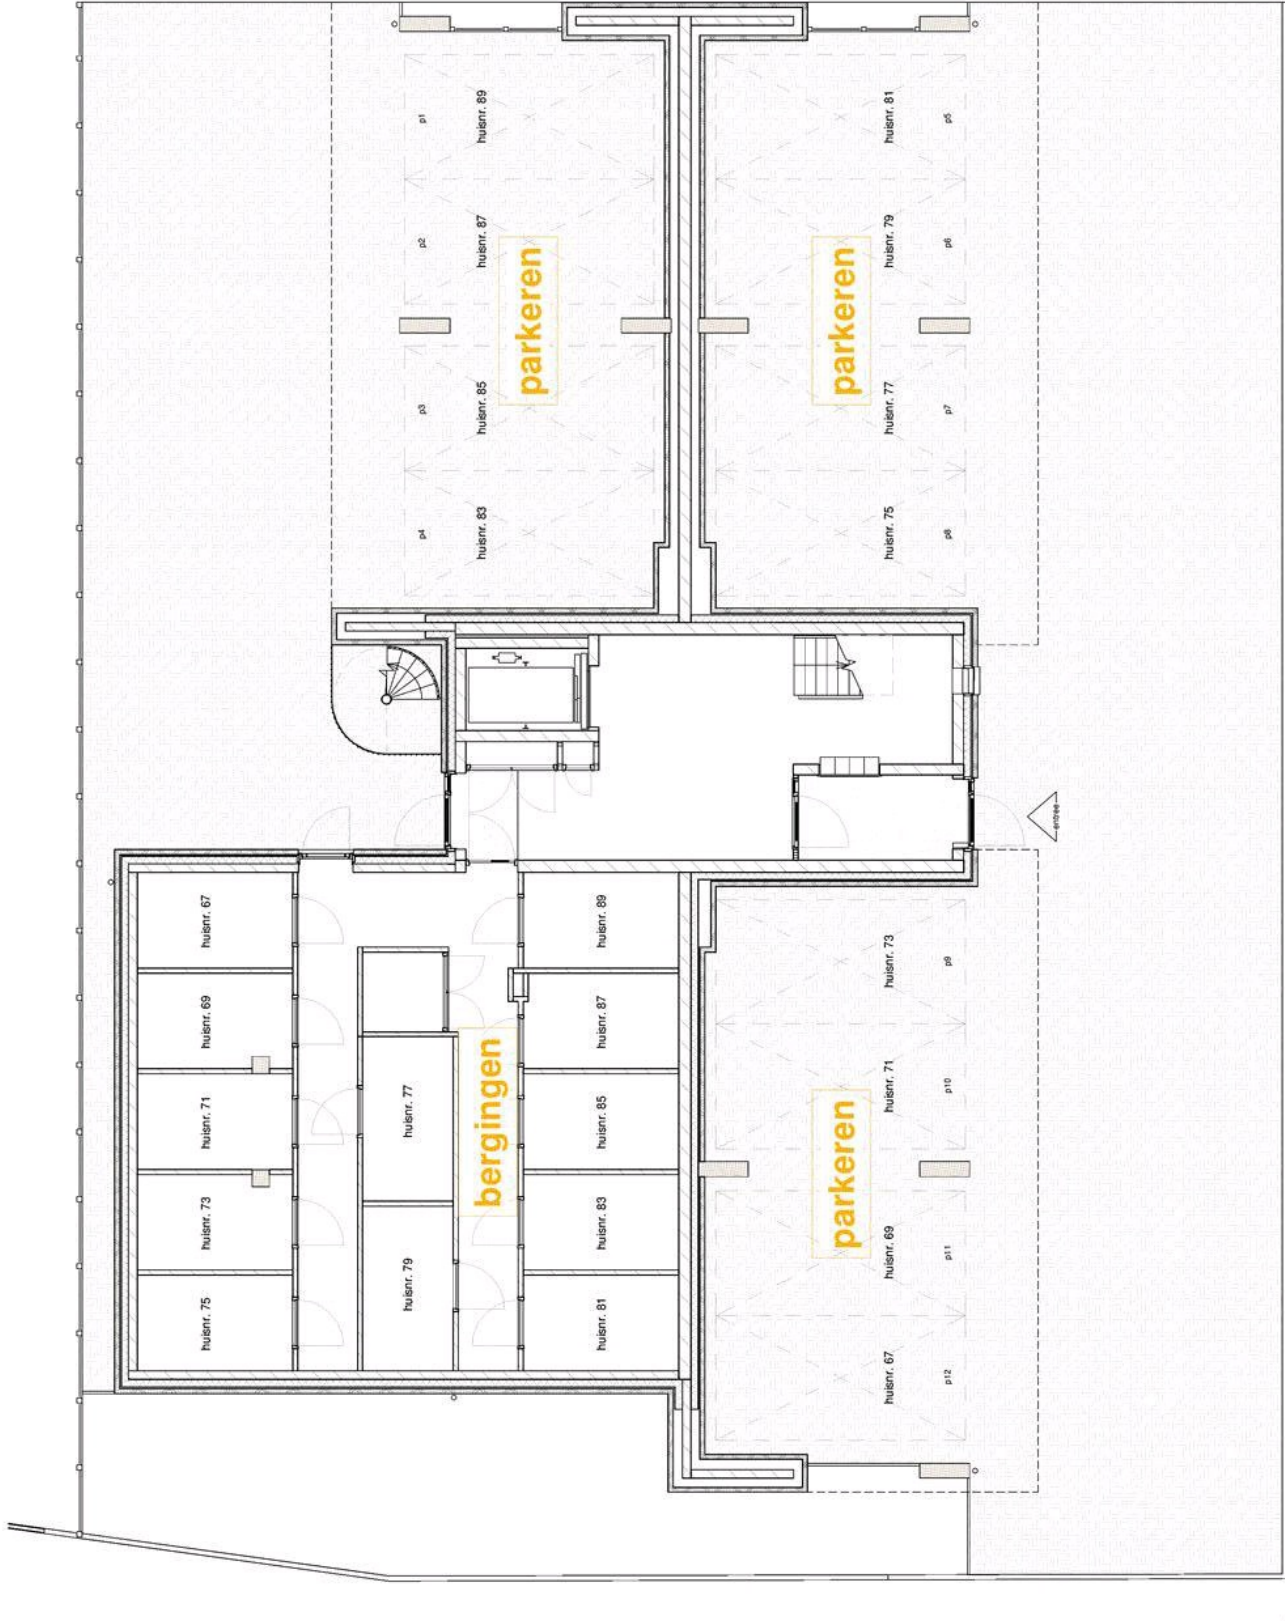 p1
huisnr. 89
p2
huisnr. 87
parkeren
p3
huisnr. 85
p4
huisnr. 83
huisnr. 81
p5
huisnr. 79
p6
parkeren
huisnr. 77
p7
huisnr. 75
p8
entree
huisnr. 67
huisnr. 69
huisnr. 71
huisnr. 73
huisnr. 75
huisnr. 77
huisnr. 79
bergingen
huisnr. 89
huisnr. 87
huisnr. 85
huisnr. 83
huisnr. 81
huisnr. 73
p9
huisnr. 71
p10
parkeren
huisnr. 69
p11
huisnr. 67
p12